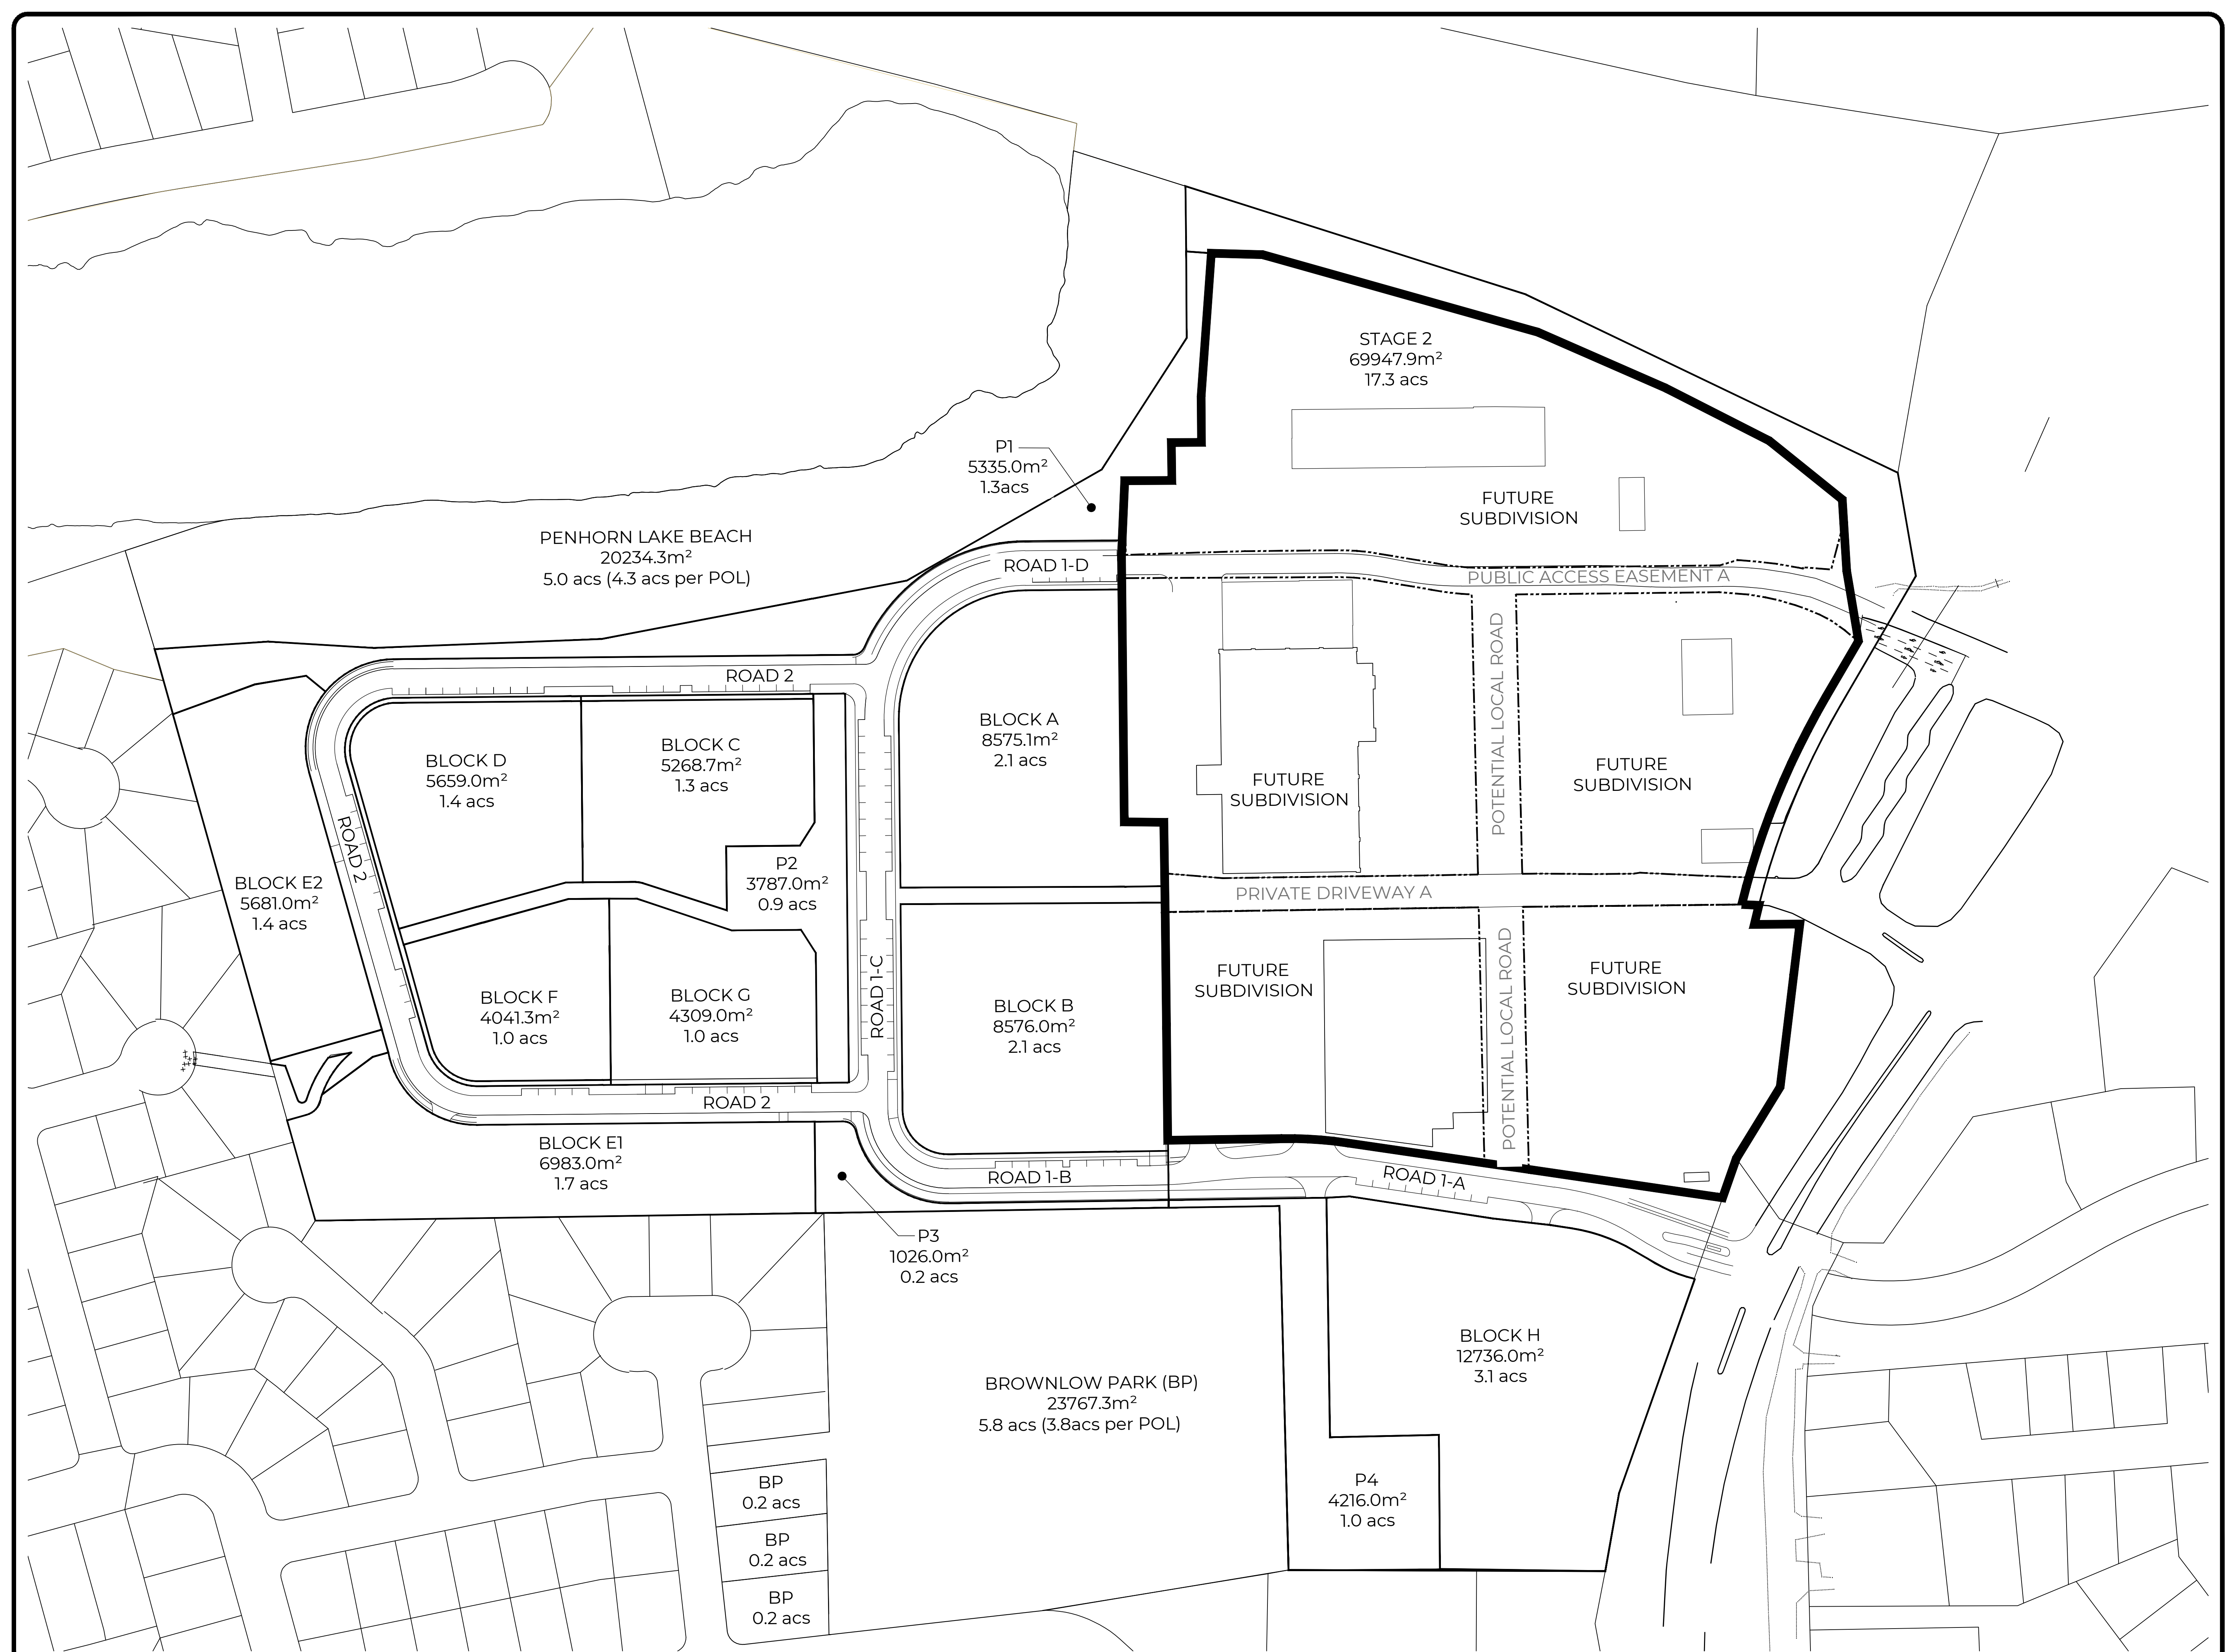 STAGE 2
69947.9m²
17.3 acs
P1
5335.0m²
1.3acs
FUTURE
SUBDIVISION
PENHORN LAKE BEACH
20234.3m²
5.0 acs (4.3 acs per POL)
ROAD 1-D
PUBLIC ACCESS EASEMENT A
ROAD 2
POTENTIAL LOCAL ROAD
BLOCK A
8575.1m²
2.1 acs
BLOCK C
5268.7m²
1.3 acs
BLOCK D
5659.0m²
1.4 acs
FUTURE
SUBDIVISION
FUTURE
SUBDIVISION
ROAD 2
P2
3787.0m²
0.9 acs
BLOCK E2
5681.0m²
1.4 acs
PRIVATE DRIVEWAY A
ROAD 1-C
POTENTIAL LOCAL ROAD
FUTURE
SUBDIVISION
FUTURE
SUBDIVISION
BLOCK F
4041.3m²
1.0 acs
BLOCK G
4309.0m²
1.0 acs
BLOCK B
8576.0m²
2.1 acs
ROAD 2
BLOCK E1
6983.0m²
1.7 acs
ROAD 1-B
ROAD 1-A
P3
1026.0m²
0.2 acs
BLOCK H
12736.0m²
3.1 acs
BROWNLOW PARK (BP)
23767.3m²
5.8 acs (3.8acs per POL)
P4
4216.0m²
1.0 acs
BP
0.2 acs
BP
0.2 acs
BP
0.2 acs